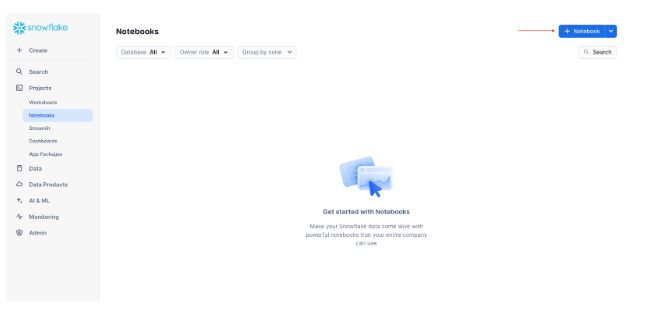 snowflake
+ Create
Search
Projects
Worksheets
Notebooks
Streamlit
Dashboards
App Packages
Data
Data Products
AI & ML
Monitoring
Admin
Notebooks
+ Notebook
Database All
Owner role All
Group by none
Search
Get started with Notebooks
Make your Snowflake data come alive with
powerful notebooks that your entire company
can use